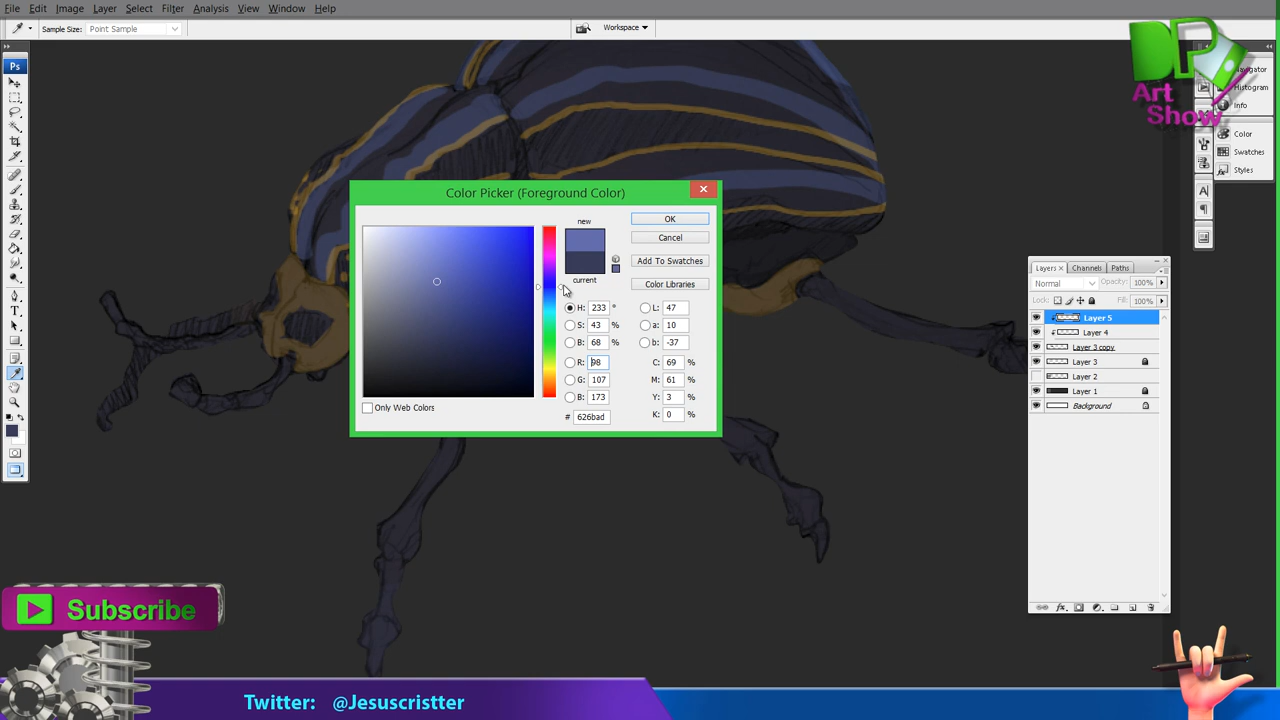 File Edit Image Layer Select Filter Analysis View Window Help
Sample Size: Point Sample
Workspace
Ps
DP
Art
Show
Navigator
Histogram
Info
Color
Swatches
Styles
Color Picker (Foreground Color)
new
current
OK
Cancel
Add To Swatches
Color Libraries
H: 233 °
S: 43 %
B: 68 %
R: 98
G: 107
B: 173
# 626bad
L: 47
a: 10
b: -37
C: 69 %
M: 61 %
Y: 3 %
K: 0 %
Only Web Colors
Layers x Channels Paths
Normal Opacity: 100%
Lock: Fill: 100%
Layer 5
Layer 4
Layer 3 copy
Layer 3
Layer 2
Layer 1
Background
Subscribe
Twitter: @Jesuscristter